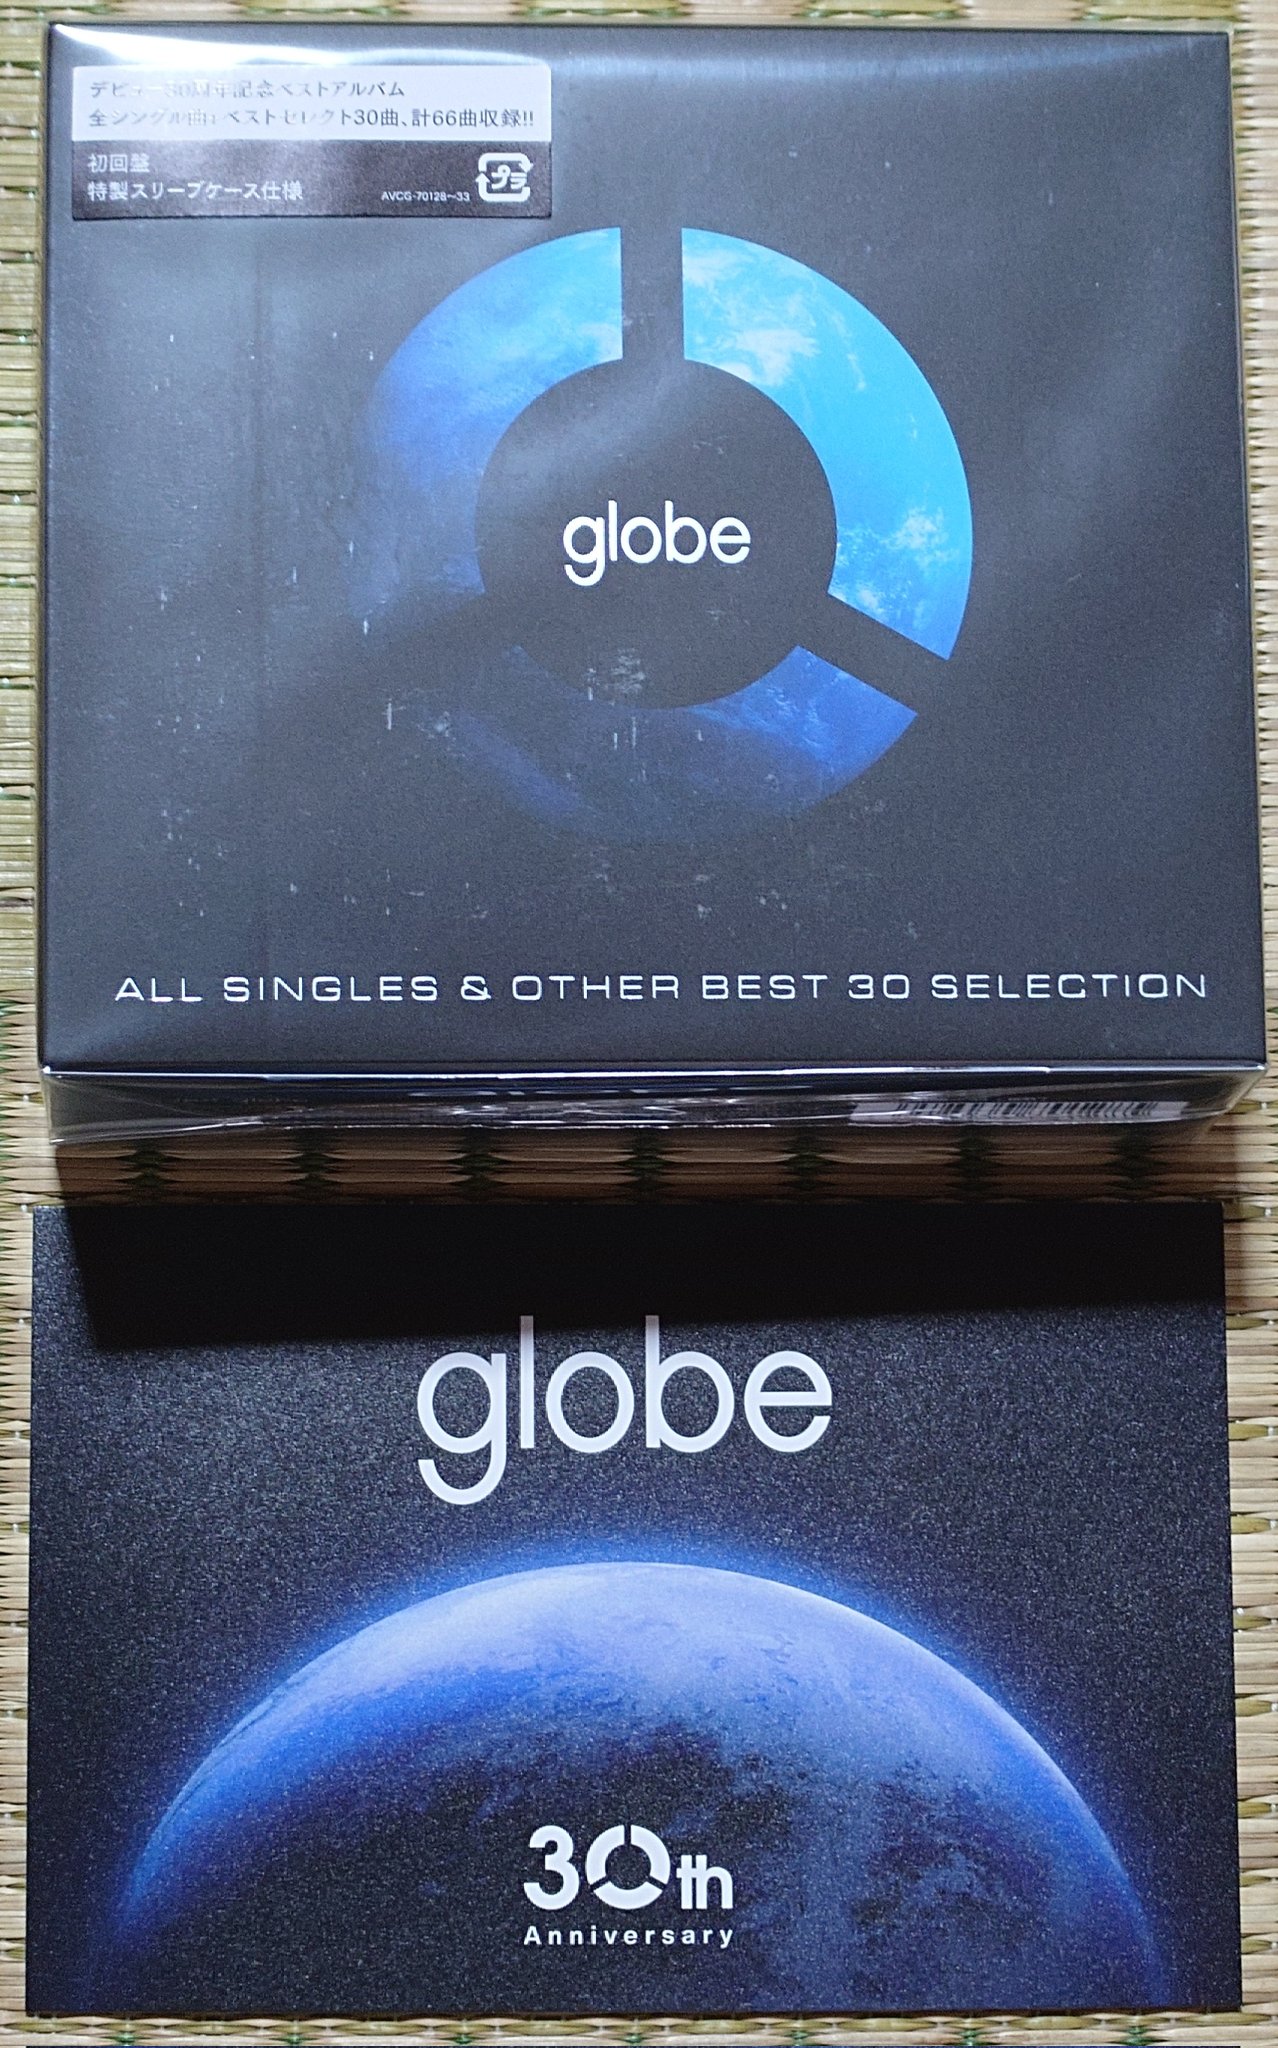 デビュー30周年記念ベストアルバム
全シングル曲+ベストセレクト30曲、計66曲収録!!
初回盤
特製スリーブケース仕様
AVCG-70128~33
プラ
globe
ALL SINGLES & OTHER BEST 30 SELECTION
globe
30th
Anniversary